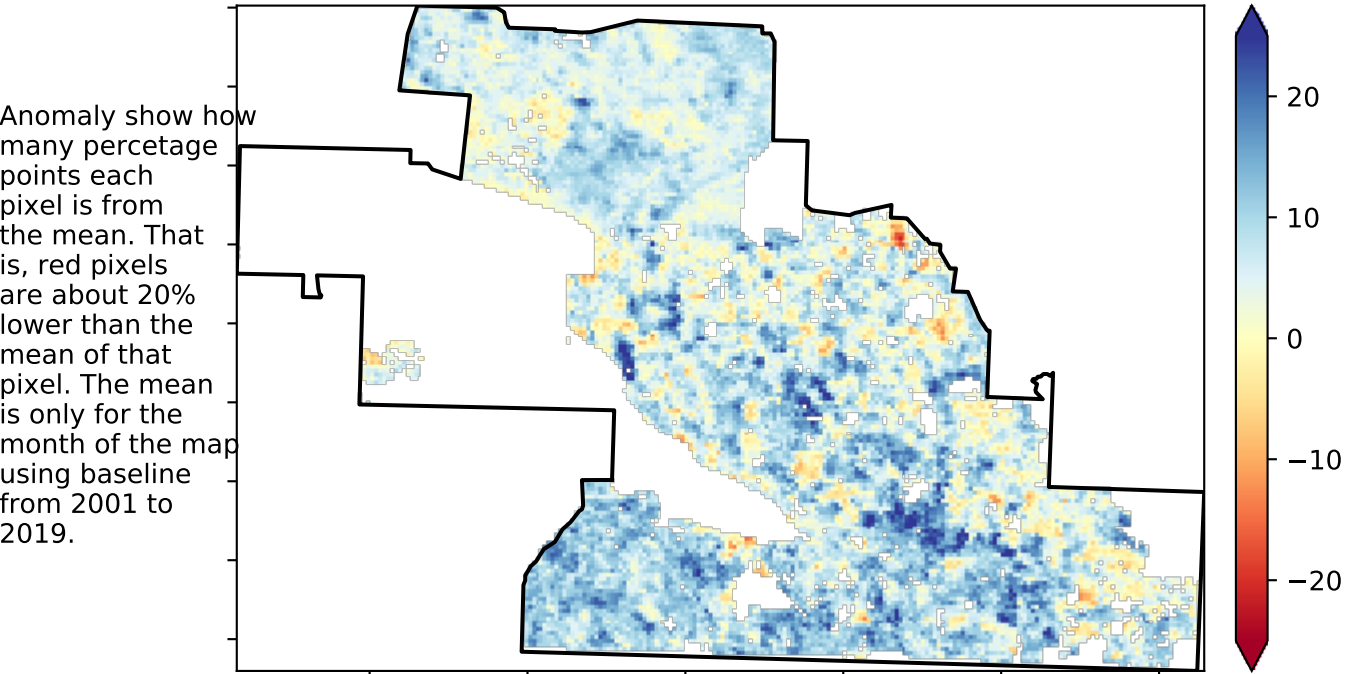 Anomaly show how
many percetage
points each
pixel is from
the mean. That
is, red pixels
are about 20%
lower than the
mean of that
pixel. The mean
is only for the
month of the map
using baseline
from 2001 to
2019.
20
10
0
−10
−20